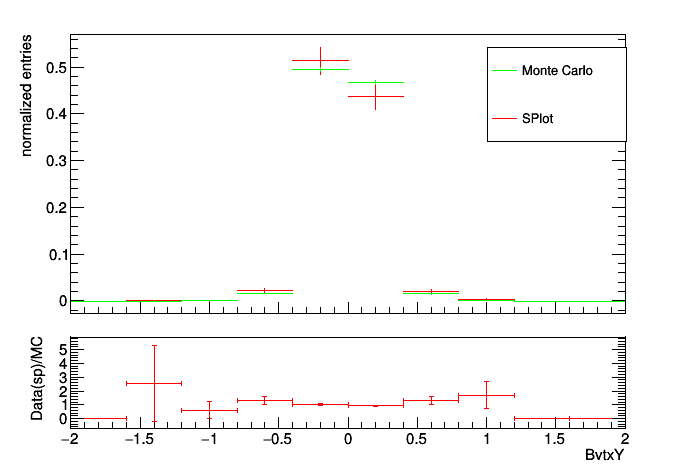 normalized entries
0.5
0.4
0.3
0.2
0.1
0
Monte Carlo
SPlot
Data(sp)/MC
5
4
3
2
1
0
−2 −1.5 −1 −0.5 0 0.5 1 1.5 2
BvtxY